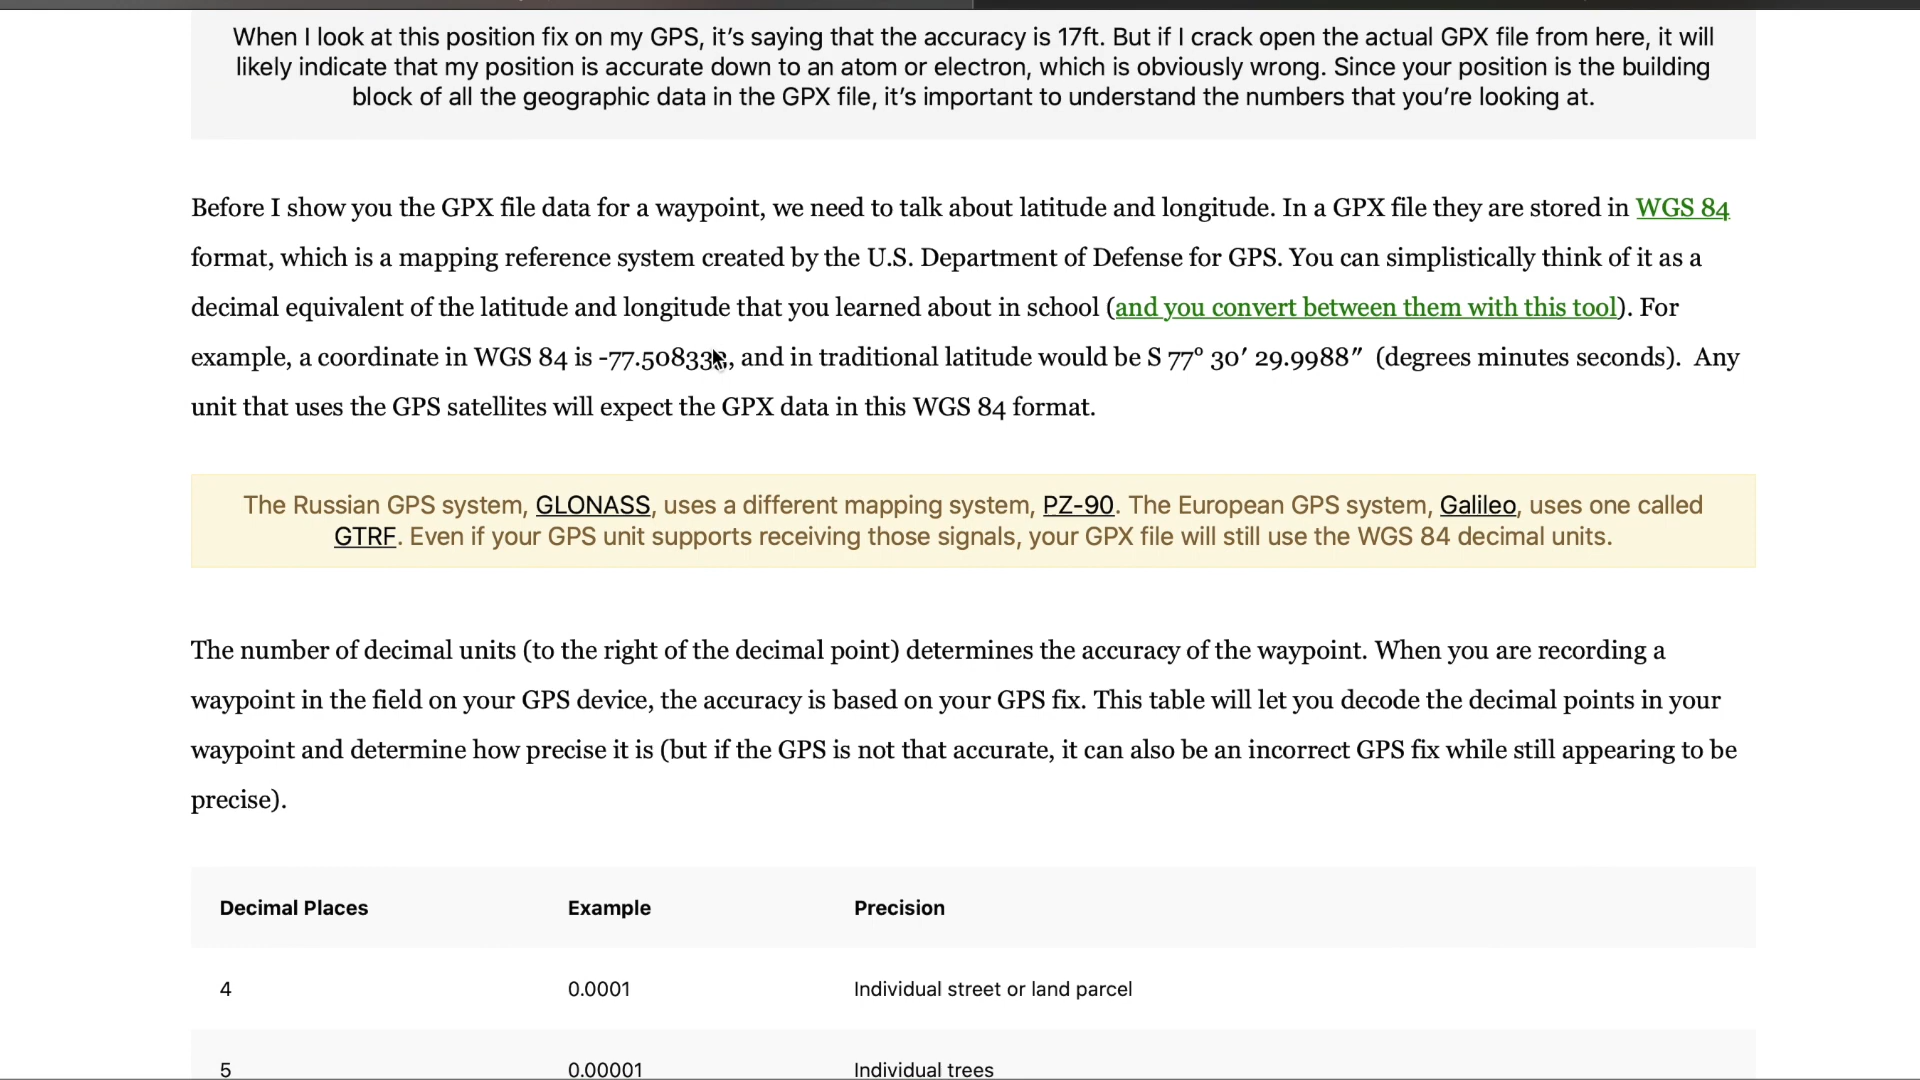 When I look at this position fix on my GPS, it’s saying that the accuracy is 17ft. But if I crack open the actual GPX file from here, it will
likely indicate that my position is accurate down to an atom or electron, which is obviously wrong. Since your position is the building
block of all the geographic data in the GPX file, it’s important to understand the numbers that you’re looking at.
Before I show you the GPX file data for a waypoint, we need to talk about latitude and longitude. In a GPX file they are stored in WGS 84
format, which is a mapping reference system created by the U.S. Department of Defense for GPS. You can simplistically think of it as a
decimal equivalent of the latitude and longitude that you learned about in school (and you convert between them with this tool). For
example, a coordinate in WGS 84 is and in traditional latitude would be S 77° 30′ 29.9988″ (degrees minutes seconds). Any
unit that uses the GPS satellites will expect the GPX data in this WGS 84 format.
The Russian GPS system, GLONASS, uses a different mapping system, PZ-90. The European GPS system, Galileo, uses one called
GTRF. Even if your GPS unit supports receiving those signals, your GPX file will still use the WGS 84 decimal units.
The number of decimal units (to the right of the decimal point) determines the accuracy of the waypoint. When you are recording a
waypoint in the field on your GPS device, the accuracy is based on your GPS fix. This table will let you decode the decimal points in your
waypoint and determine how precise it is (but if the GPS is not that accurate, it can also be an incorrect GPS fix while still appearing to be
precise).
Decimal Places Example Precision
4 0.0001 Individual street or land parcel
5 0.00001 Individual trees